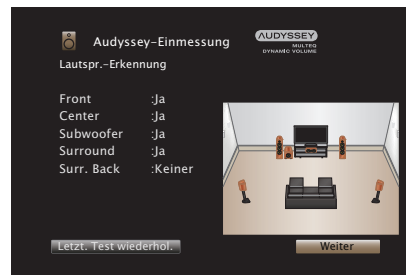 Audyssey-Einmessung
AUDYSSEY
MULTEQ
DYNAMIC VOLUME
Lautspr.-Erkennung
Front :Ja
Center :Ja
Subwoofer :Ja
Surround :Ja
Surr. Back :Keiner
Letzt. Test wiederhol.
Weiter